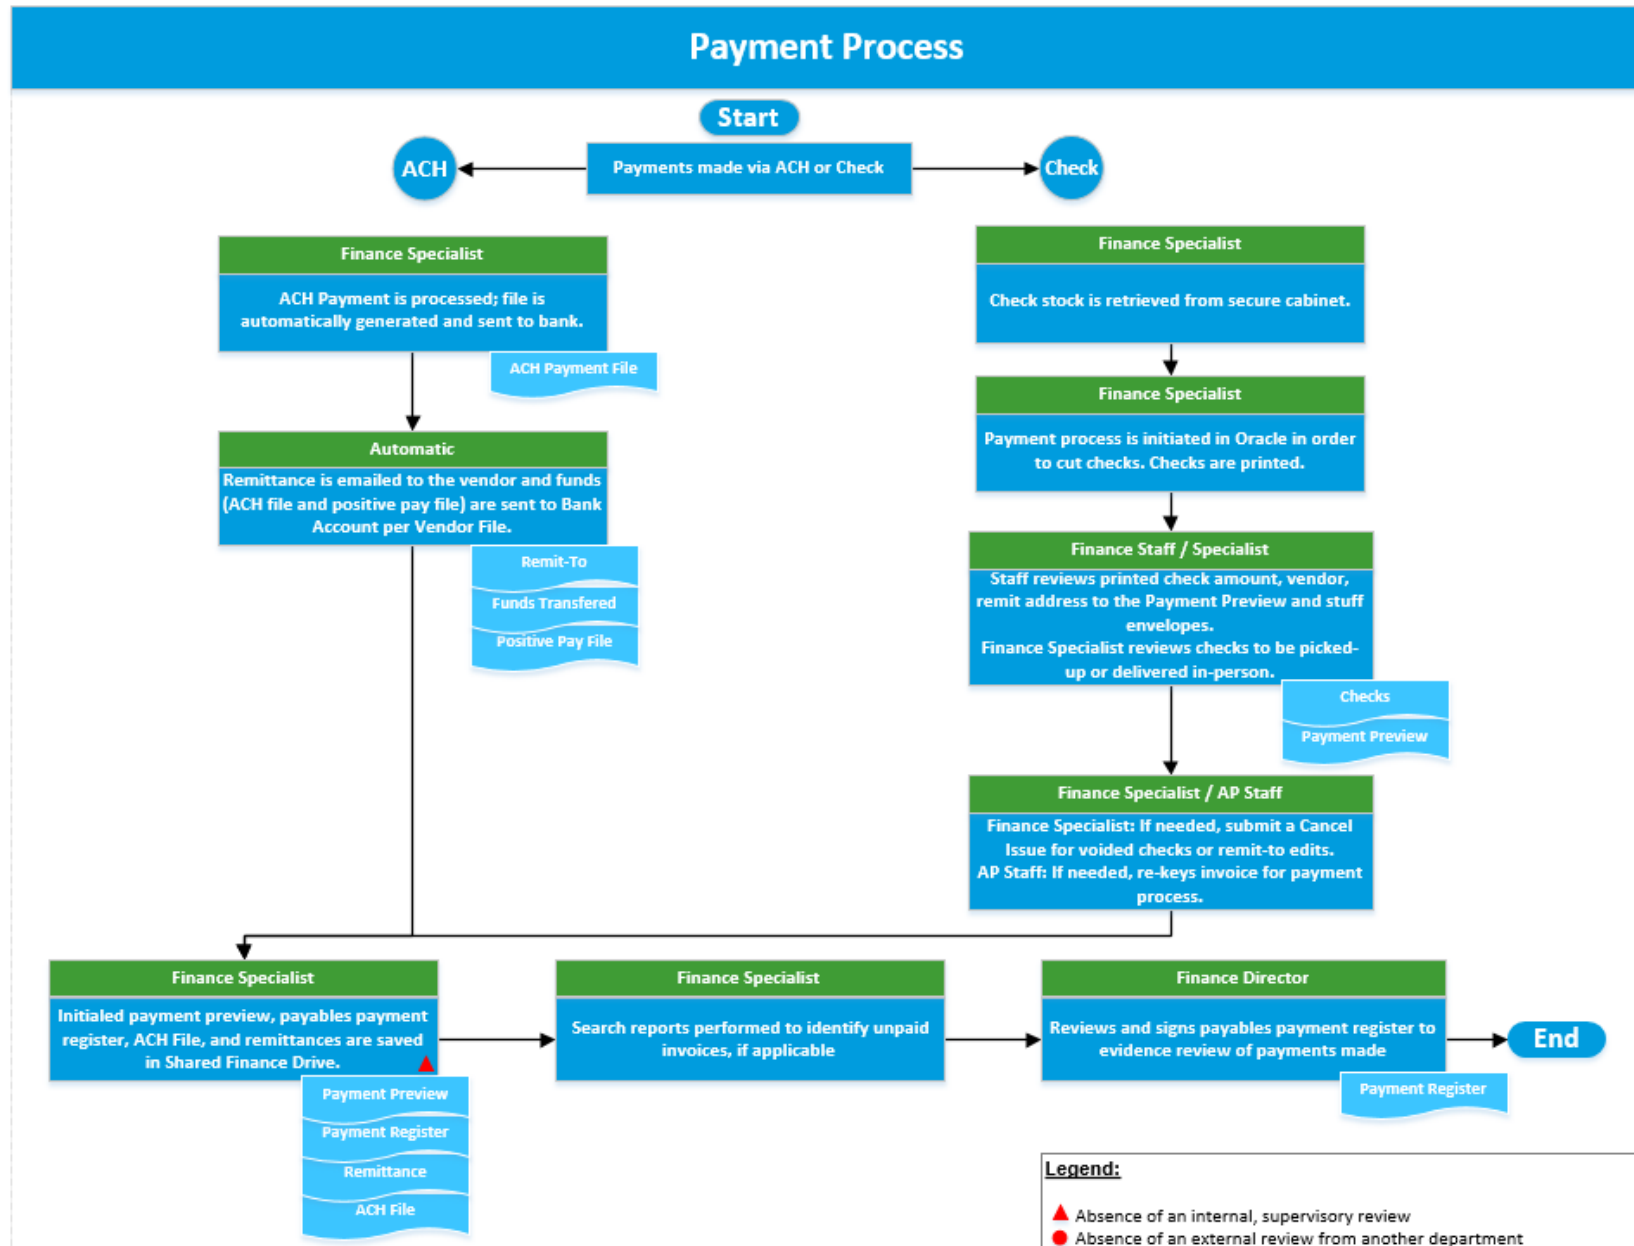 Payment Process
Start
ACH
Payments made via ACH or Check
Check
Finance Specialist
ACH Payment is processed; file is
automatically generated and sent to bank.
ACH Payment File
Automatic
Remittance is emailed to the vendor and funds
(ACH file and positive pay file) are sent to Bank
Account per Vendor File.
Remit-To
Funds Transfered
Positive Pay File
Finance Specialist
Check stock is retrieved from secure cabinet.
Finance Specialist
Payment process is initiated in Oracle in order
to cut checks. Checks are printed.
Finance Staff / Specialist
Staff reviews printed check amount, vendor,
remit address to the Payment Preview and stuff
envelopes.
Finance Specialist reviews checks to be picked-
up or delivered in-person.
Checks
Payment Preview
Finance Specialist / AP Staff
Finance Specialist: If needed, submit a Cancel
Issue for voided checks or remit-to edits.
AP Staff: If needed, re-keys invoice for payment
process.
Finance Specialist
Initialed payment preview, payables payment
register, ACH File, and remittances are saved
in Shared Finance Drive.
Payment Preview
Payment Register
Remittance
ACH File
Finance Specialist
Search reports performed to identify unpaid
invoices, if applicable
Finance Director
Reviews and signs payables payment register to
evidence review of payments made
Payment Register
End
Legend:
Absence of an internal, supervisory review
Absence of an external review from another department